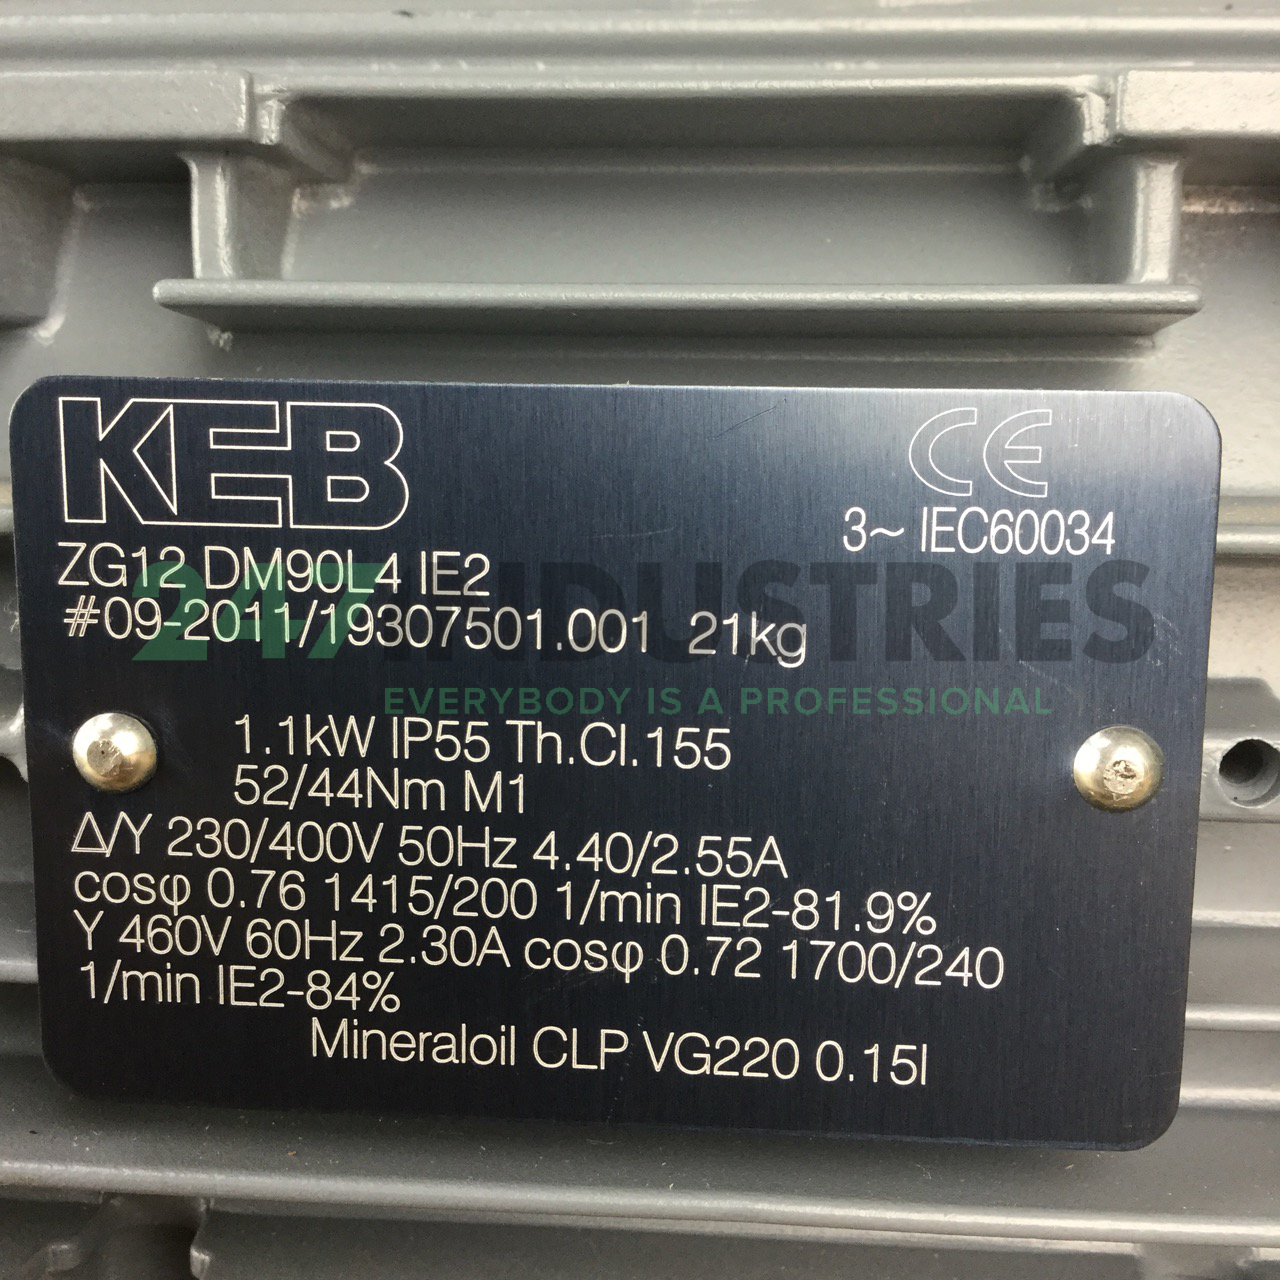 KEB
CE
3~ IEC60034
ZG12 DM90L4 IE2
#09-2011/19307501.001 21kg
247 INDUSTRIES
EVERYBODY IS A PROFESSIONAL
1.1kW IP55 Th.Cl.155
52/44Nm M1
Δ/Y 230/400V 50Hz 4.40/2.55A
cosφ 0.76 1415/200 1/min IE2-81.9%
Y 460V 60Hz 2.30A cosφ 0.72 1700/240
1/min IE2-84%
Mineraloil CLP VG220 0.15l